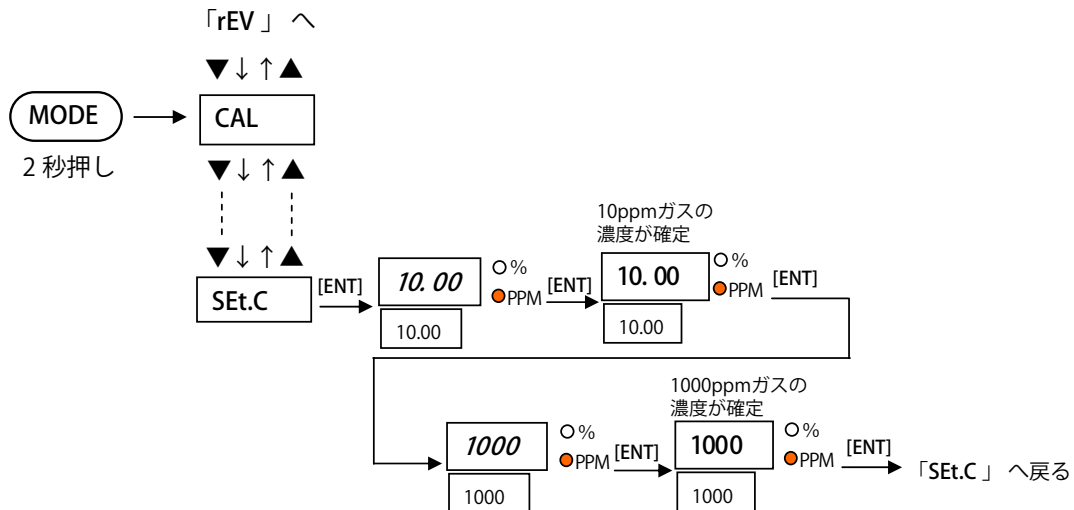 「rEV 」 へ
▼↓↑▲
MODE
CAL
2 秒押し
▼↓↑▲
▼↓↑▲
SEt.C
[ENT]
10. 00
10.00
○%
●PPM
[ENT]
10ppmガスの
濃度が確定
10. 00
10.00
○%
●PPM
[ENT]
1000
1000
○%
●PPM
[ENT]
1000ppmガスの
濃度が確定
1000
1000
○%
●PPM
[ENT]
「SEt.C 」 へ戻る